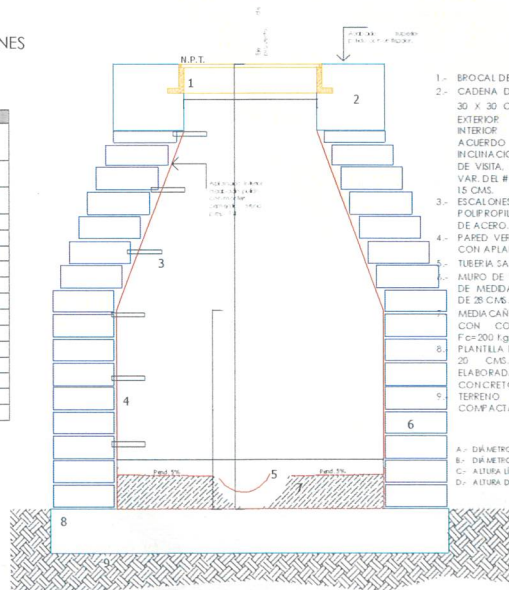 NES
N.P.T.
1
2
3
4
5
6
7
8
9
Pend. 5%
Pend. 5%
1.- BROCAL DE
2.- CADENA D
30 X 30 C
EXTERIOR
INTERIOR
ACUERDO
INCLINACIO
DE VISITA,
VAR. DEL #
15 CMS.
3.- ESCALONES
POLIPROPIL
DE ACERO.
4.- PARED VER
CON APLAN
5.- TUBERIA SA
MURO DE
DE MEDIDA
DE 28 CMS.
MEDIA CAÑ
CON CO
F'c=200 Kg
8.- PLANTILLA
20 CMS.
ELABORADA
CONCRETO
9.- TERRENO
COMPACTA
A.- DIÁMETRO
B.- DIÁMETRO
C.- ALTURA LI
D.- ALTURA D